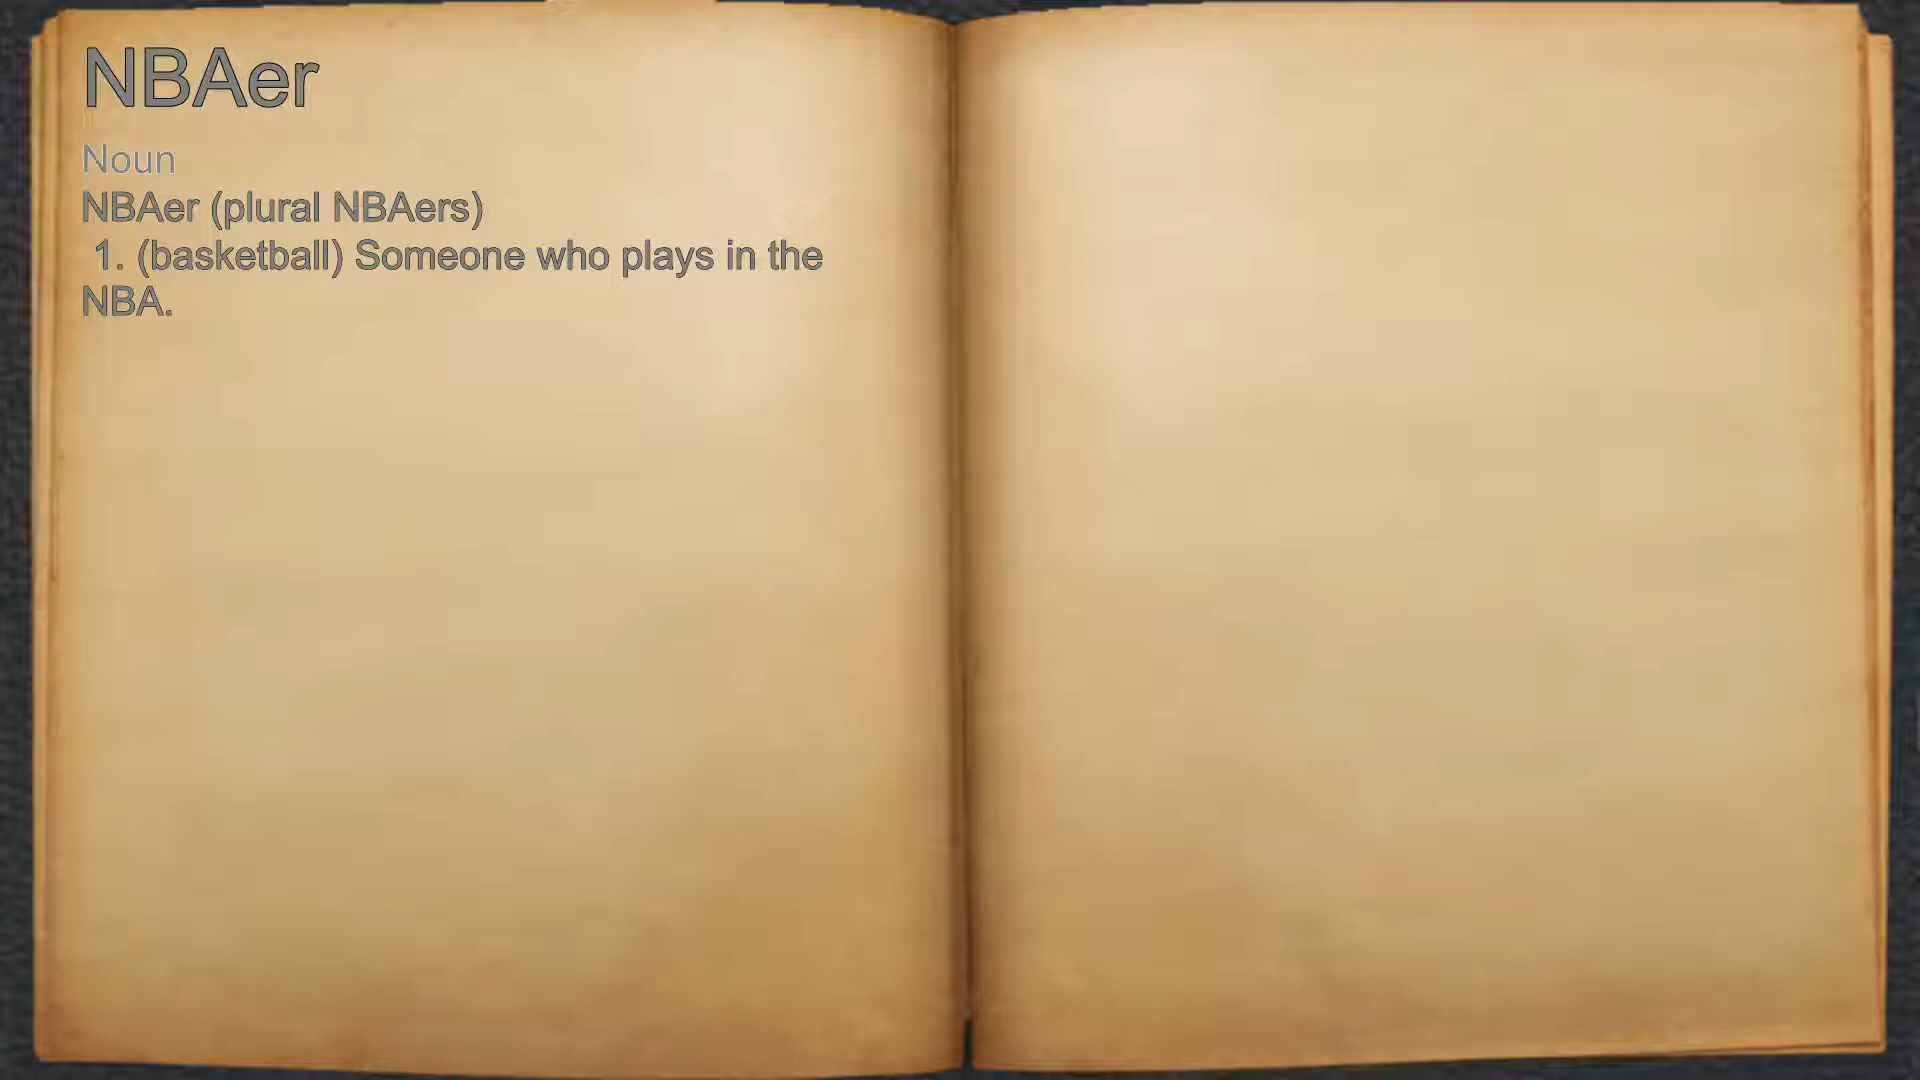 NBAer
Noun
NBAer (plural NBAers)
1. (basketball) Someone who plays in the
NBA.